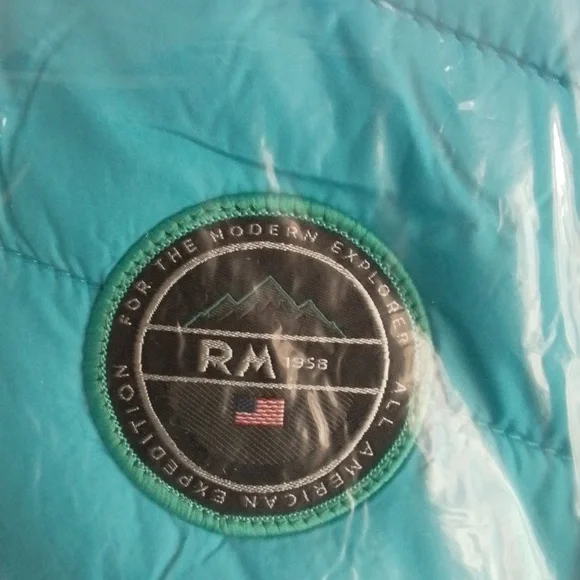 FOR THE MODERN EXPLORER
RM 1958
ALL AMERICAN EXPEDITION